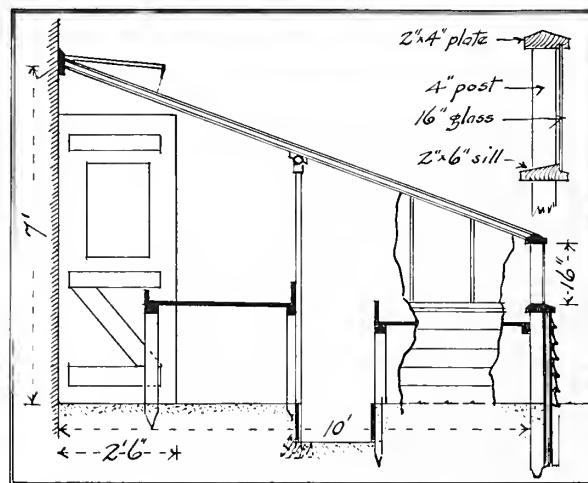 2"x4" plate
4" post
16" glass
2"x6" sill
7'
16"
10'
2'-6"